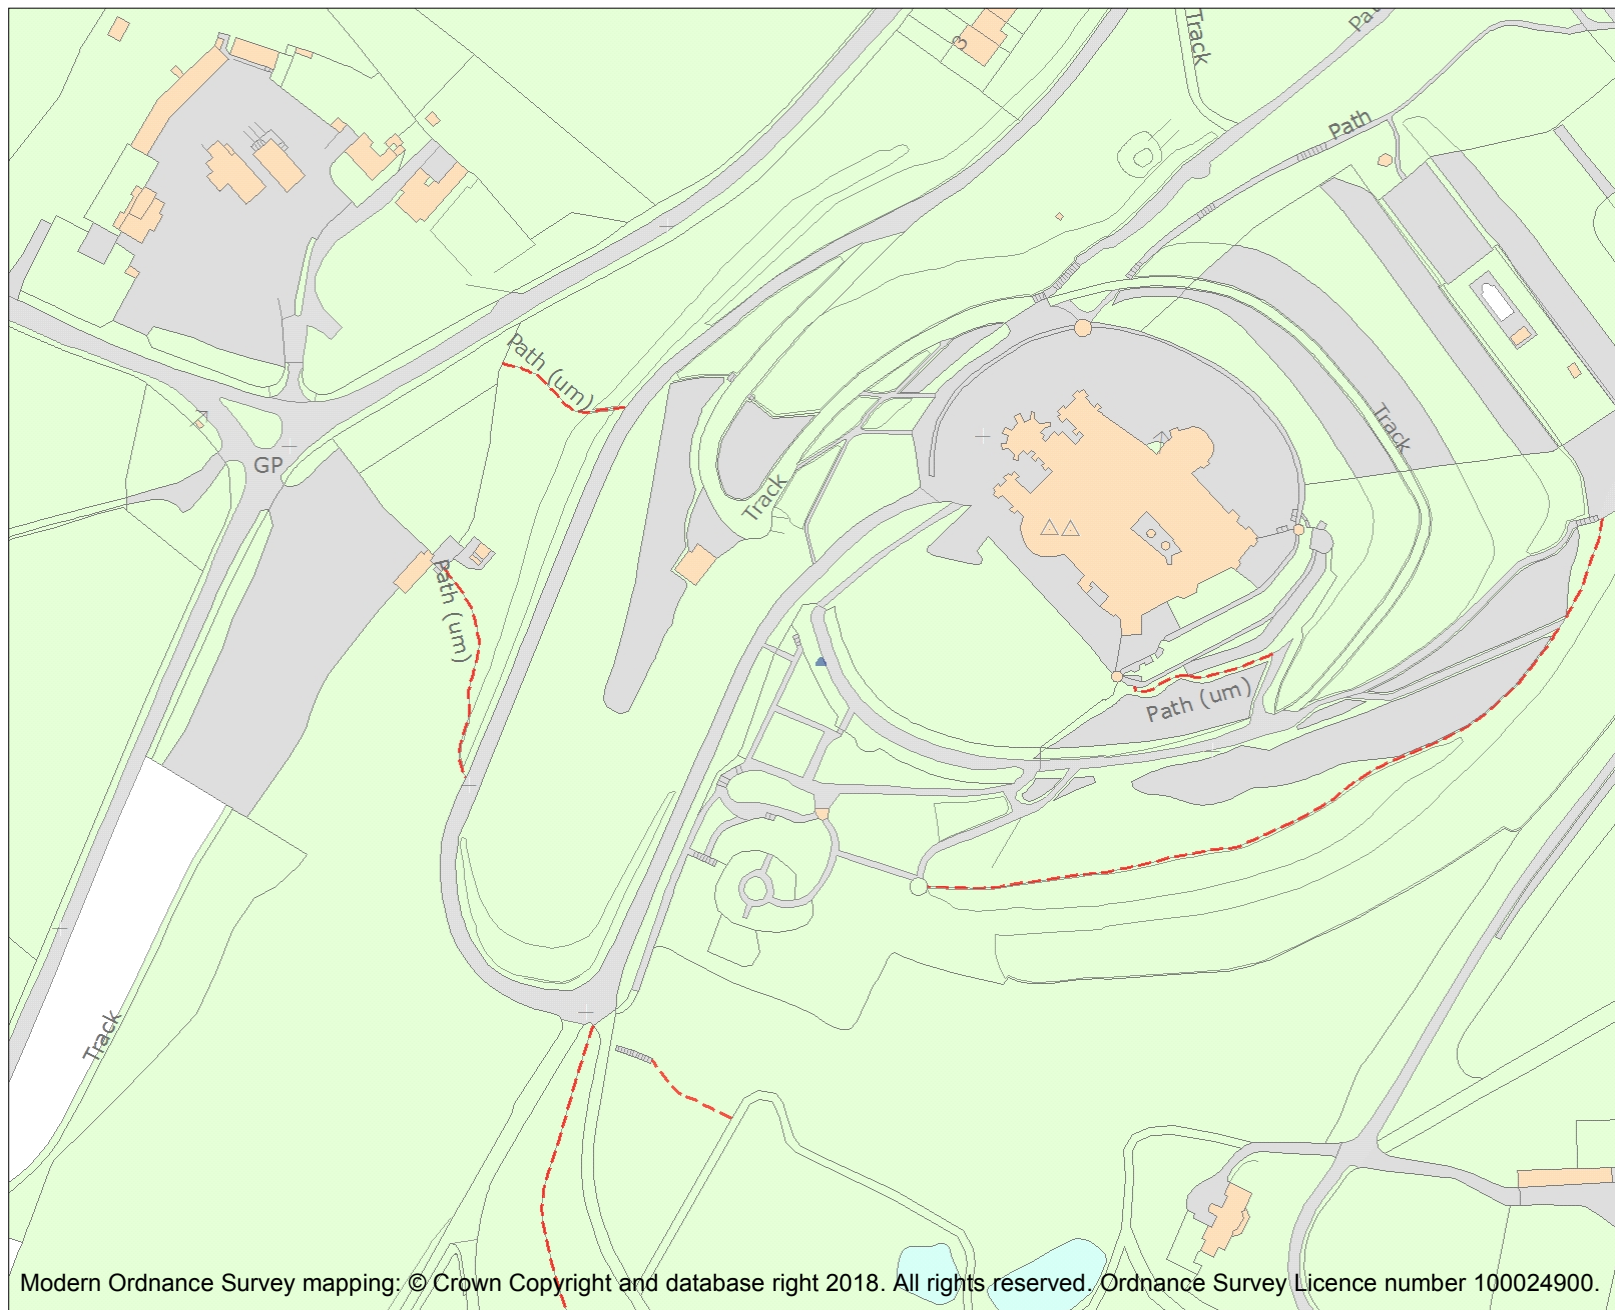 3
Track
Path
Path (um)
Track
GP
Track
Path (um)
Path (um)
Track
Modern Ordnance Survey mapping: © Crown Copyright and database right 2018. All rights reserved. Ordnance Survey Licence number 100024900.